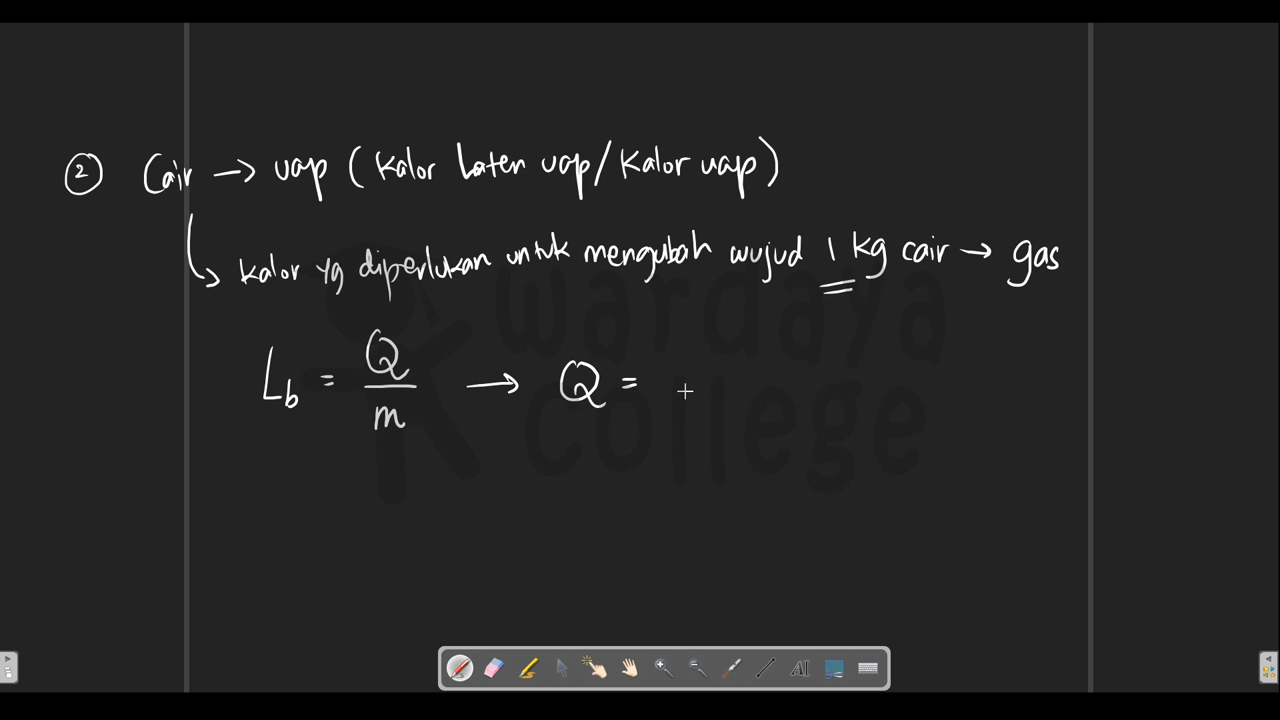 ② Cair → uap (Kalor Laten uap/Kalor uap)
↳ Kalor yg diperlukan untuk mengubah wujud 1 kg cair → gas
L_b = Q/m → Q =
wardaya
college